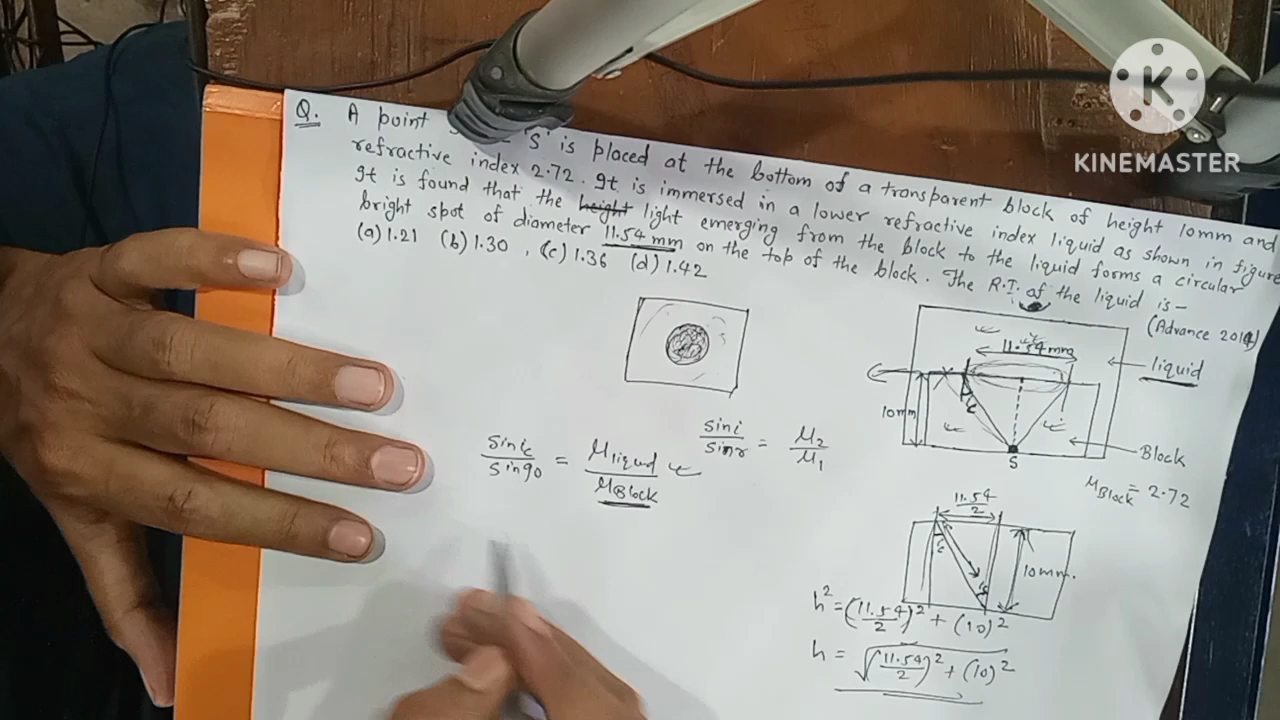 Q. A point S is placed at the bottom of a transparent block of height 10mm and
refractive index 2.72. It is immersed in a lower refractive index liquid as shown in figure
It is found that the height light emerging from the block to the liquid forms a circular
bright spot of diameter 11.54 mm on the top of the block. The R.I. of the liquid is—
(a) 1.21 (b) 1.30, (c) 1.36 (d) 1.42
(Advance 2014)
KINEMASTER
11.54 mm
liquid
10mm
ic
Block
S
μBlock = 2.72
sin ic / sin 90 = μliquid / μBlock
sin i / sin r = μ2 / μ1
11.54 / 2
ic
ic
10mm.
h² = (11.54/2)² + (10)²
h = √(11.54/2)² + (10)²